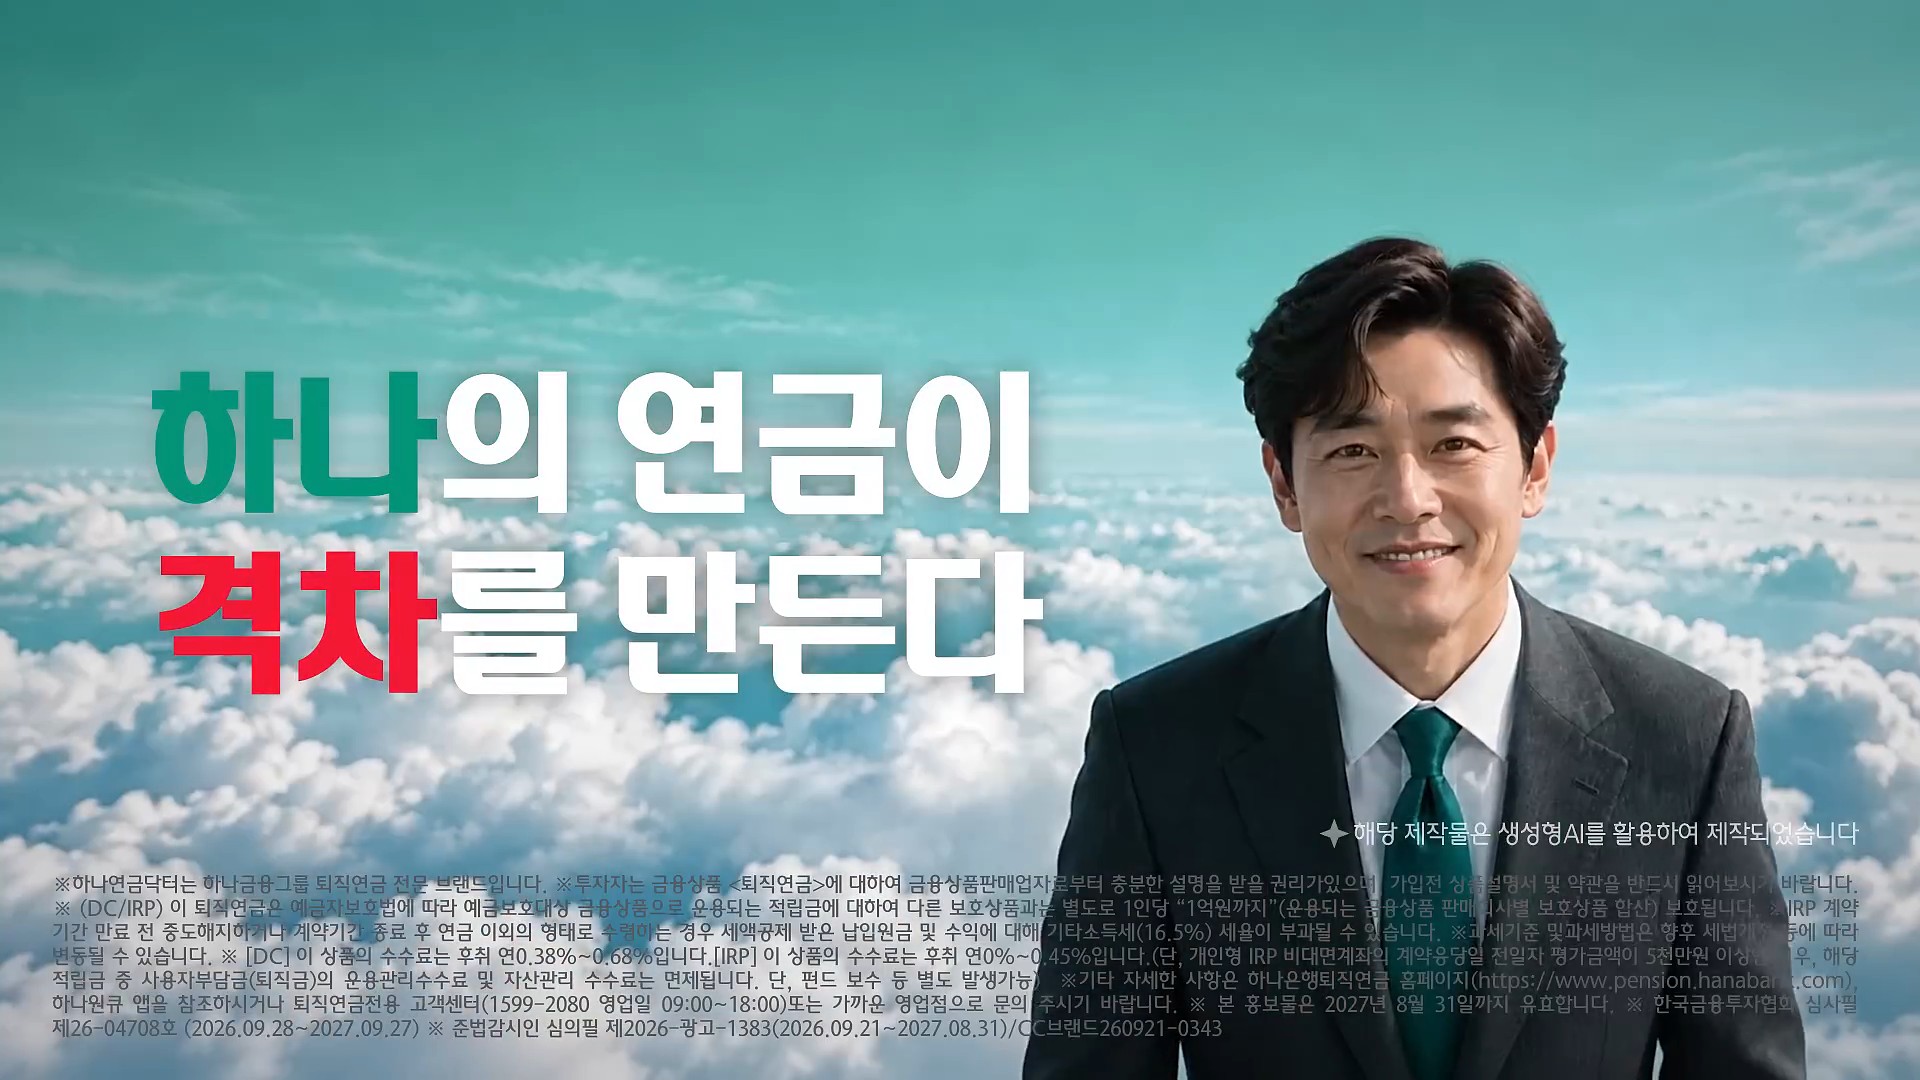 하나의 연금이
격차를 만든다
해당 제작물은 생성형AI를 활용하여 제작되었습니다
※하나연금닥터는 하나금융그룹 퇴직연금 전문 브랜드입니다. ※투자자는 금융상품 <퇴직연금>에 대하여 금융상품판매업자로부터 충분한 설명을 받을 권리가있으며, 가입전 상품설명서 및 약관을 반드시 읽어보시기 바랍니다.
※ (DC/IRP) 이 퇴직연금은 예금자보호법에 따라 예금보호대상 금융상품으로 운용되는 적립금에 대하여 다른 보호상품과는 별도로 1인당 “1억원까지”(운용되는 금융상품 판매회사별 보호상품 합산) 보호됩니다. ※IRP 계약
기간 만료 전 중도해지하거나 계약기간 종료 후 연금 이외의 형태로 수령하는 경우 세액공제 받은 납입원금 및 수익에 대해 기타소득세(16.5%) 세율이 부과될 수 있습니다. ※과세기준 및과세방법은 향후 세법개정 등에 따라
변동될 수 있습니다. ※ [DC] 이 상품의 수수료는 후취 연0.38%~0.68%입니다.[IRP] 이 상품의 수수료는 후취 연0%~0.45%입니다.(단, 개인형 IRP 비대면계좌의 계약응당일 전일자 평가금액이 5천만원 이상인 경우, 해당
적립금 중 사용자부담금(퇴직금)의 운용관리수수료 및 자산관리 수수료는 면제됩니다. 단, 펀드 보수 등 별도 발생가능) ※기타 자세한 사항은 하나은행퇴직연금 홈페이지(https://www.pension.hanabank.com),
하나원큐 앱을 참조하시거나 퇴직연금전용 고객센터(1599-2080 영업일 09:00~18:00)또는 가까운 영업점으로 문의 주시기 바랍니다. ※ 본 홍보물은 2027년 8월 31일까지 유효합니다. ※ 한국금융투자협회 심사필
제26-04708호 (2026.09.28~2027.09.27) ※ 준법감시인 심의필 제2026-광고-1383(2026.09.21~2027.08.31)/CC브랜드260921-0343